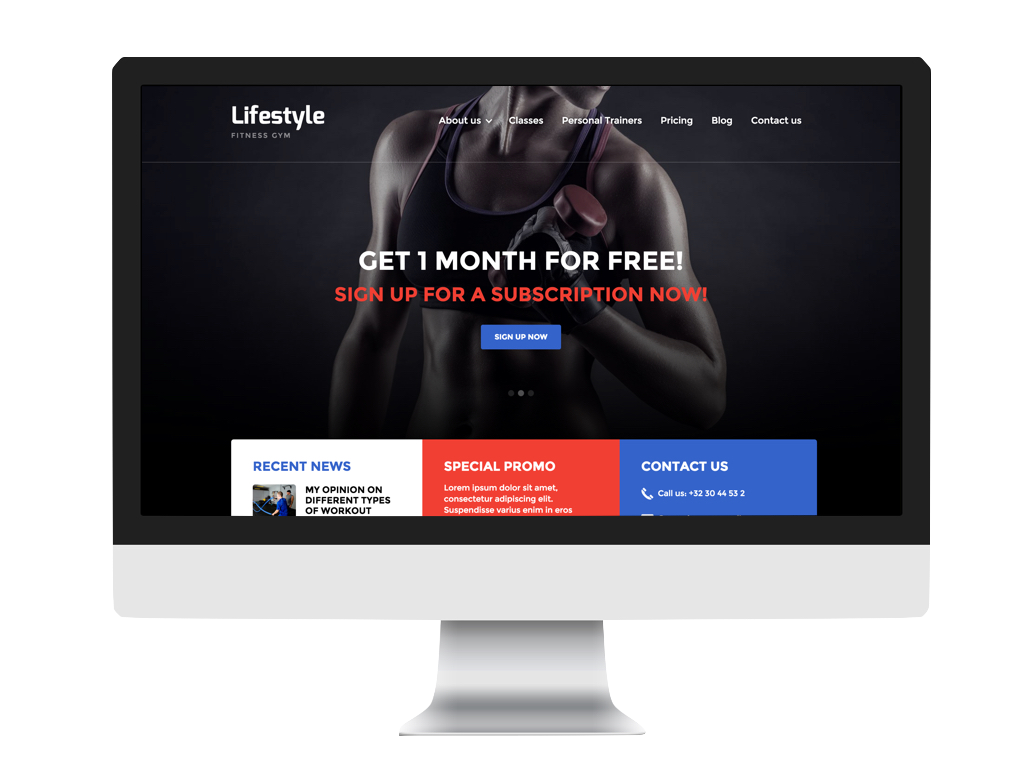 Lifestyle
FITNESS GYM
About us
Classes
Personal Trainers
Pricing
Blog
Contact us
GET 1 MONTH FOR FREE!
SIGN UP FOR A SUBSCRIPTION NOW!
SIGN UP NOW
RECENT NEWS
MY OPINION ON
DIFFERENT TYPES
OF WORKOUT
SPECIAL PROMO
Lorem ipsum dolor sit amet,
consectetur adipiscing elit.
Suspendisse varius enim in eros
CONTACT US
Call us: +32 30 44 53 2